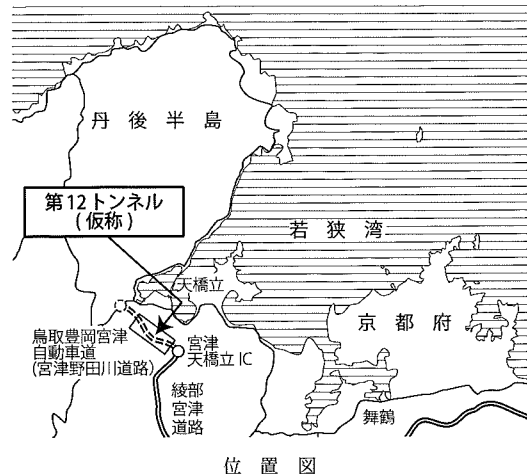 丹後半島
第12トンネル
(仮称)
若狭湾
天橋立
京都府
鳥取豊岡宮津
自動車道
(宮津野田川道路)
宮津
天橋立IC
綾部
宮津
道路
舞鶴
位置図